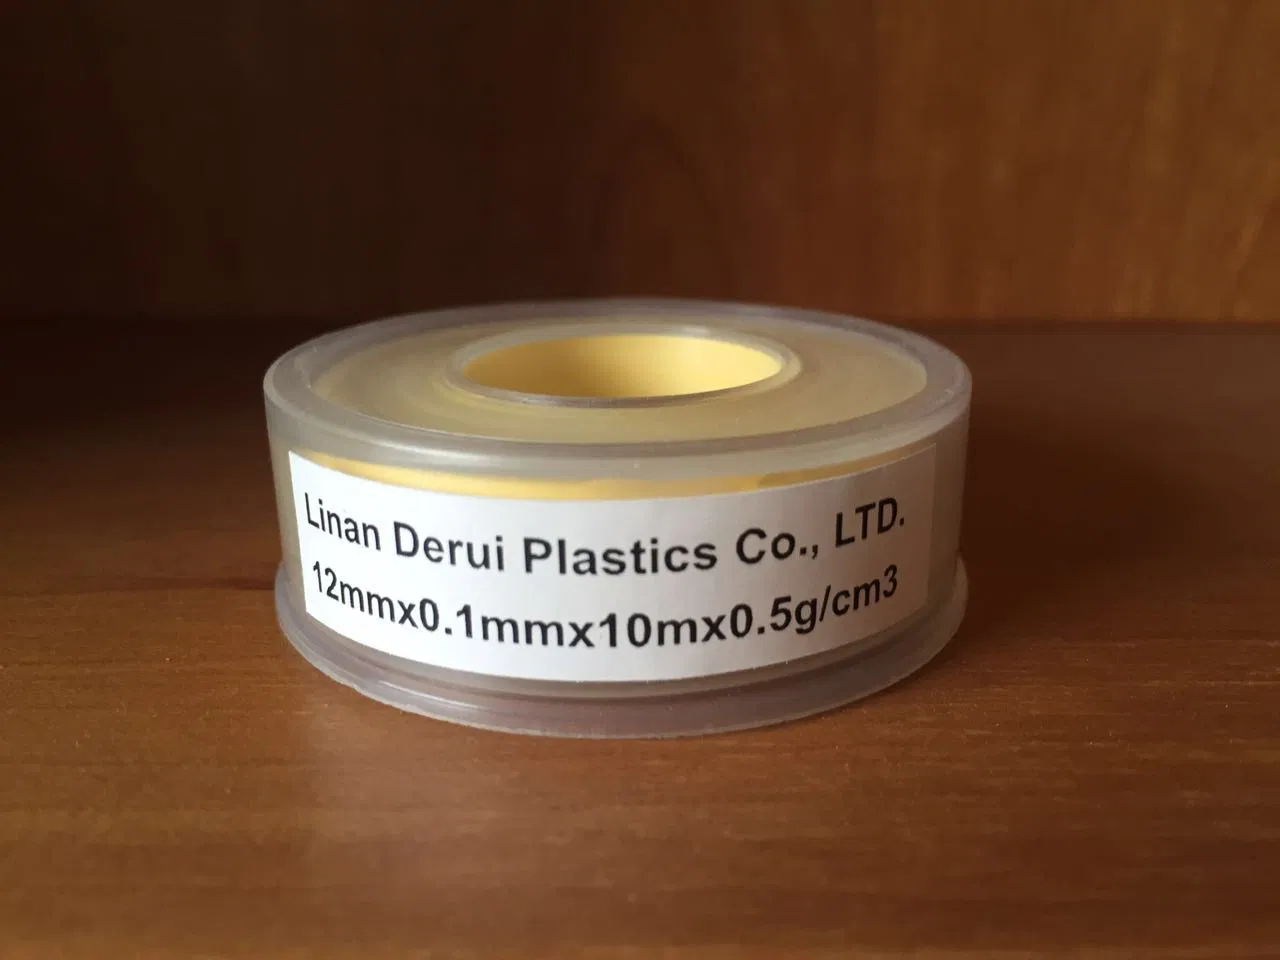 Linan Derui Plastics Co., LTD.
12mmx0.1mmx10mx0.5g/cm3